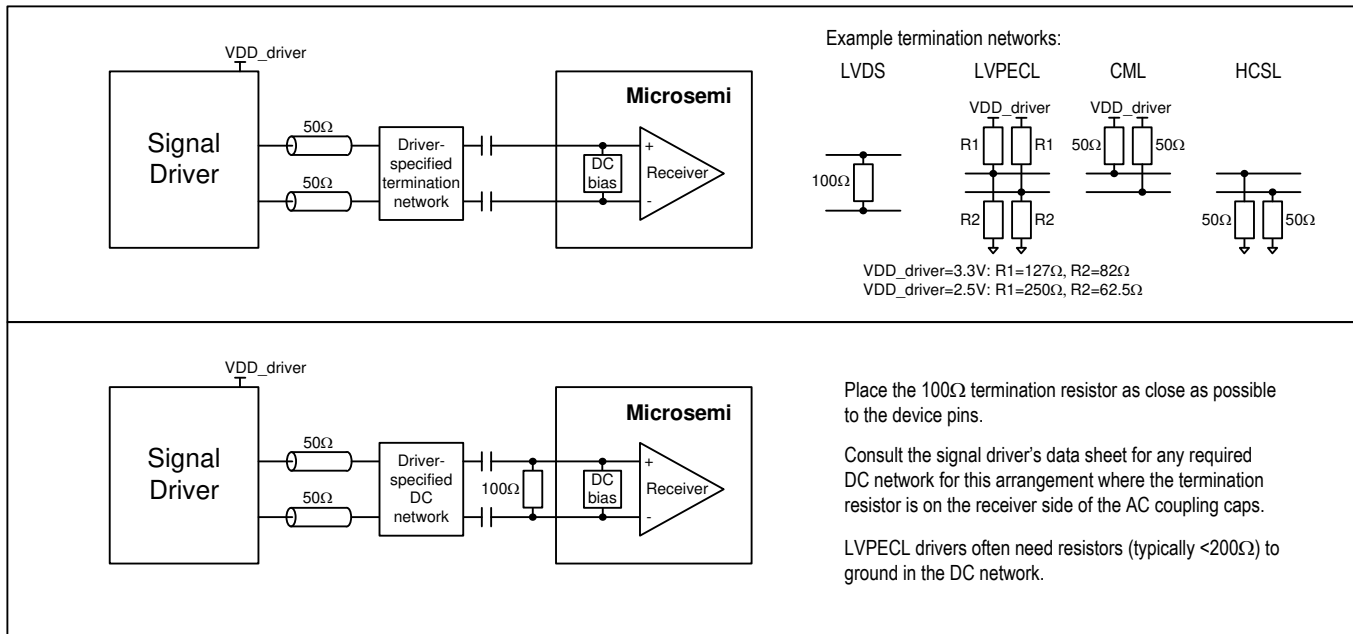 VDD_driver
Signal
Driver
50Ω
50Ω
Driver-
specified
termination
network
Microsemi
DC
bias
+
Receiver
-
Example termination networks:
LVDS
100Ω
LVPECL
VDD_driver
R1
R1
R2
R2
CML
VDD_driver
50Ω
50Ω
HCSL
50Ω
50Ω
VDD_driver=3.3V: R1=127Ω, R2=82Ω
VDD_driver=2.5V: R1=250Ω, R2=62.5Ω
VDD_driver
Signal
Driver
50Ω
50Ω
Driver-
specified
DC
network
100Ω
Microsemi
DC
bias
+
Receiver
-
Place the 100Ω termination resistor as close as possible
to the device pins.
Consult the signal driver's data sheet for any required
DC network for this arrangement where the termination
resistor is on the receiver side of the AC coupling caps.
LVPECL drivers often need resistors (typically <200Ω) to
ground in the DC network.